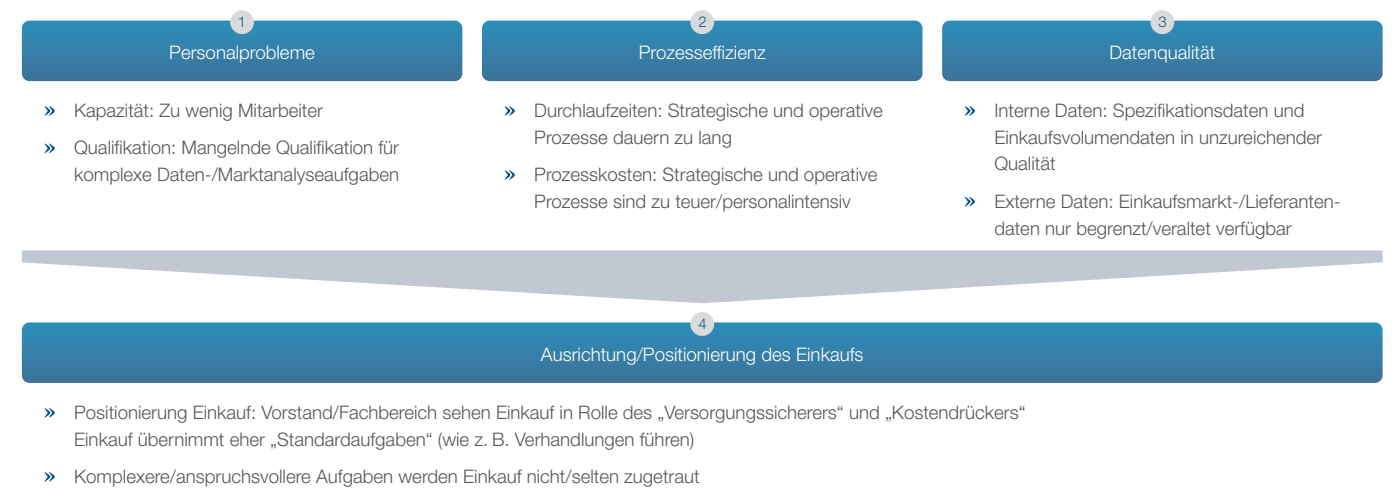 1
Personalprobleme
» Kapazität: Zu wenig Mitarbeiter
» Qualifikation: Mangelnde Qualifikation für
komplexe Daten-/Marktanalyseaufgaben
2
Prozesseffizienz
» Durchlaufzeiten: Strategische und operative
Prozesse dauern zu lang
» Prozesskosten: Strategische und operative
Prozesse sind zu teuer/personalintensiv
3
Datenqualität
» Interne Daten: Spezifikationsdaten und
Einkaufsvolumendaten in unzureichender
Qualität
» Externe Daten: Einkaufsmarkt-/Lieferanten-
daten nur begrenzt/veraltet verfügbar
4
Ausrichtung/Positionierung des Einkaufs
» Positionierung Einkauf: Vorstand/Fachbereich sehen Einkauf in Rolle des „Versorgungssicherers“ und „Kostendrückers“
Einkauf übernimmt eher „Standardaufgaben“ (wie z. B. Verhandlungen führen)
» Komplexere/anspruchsvollere Aufgaben werden Einkauf nicht/selten zugetraut